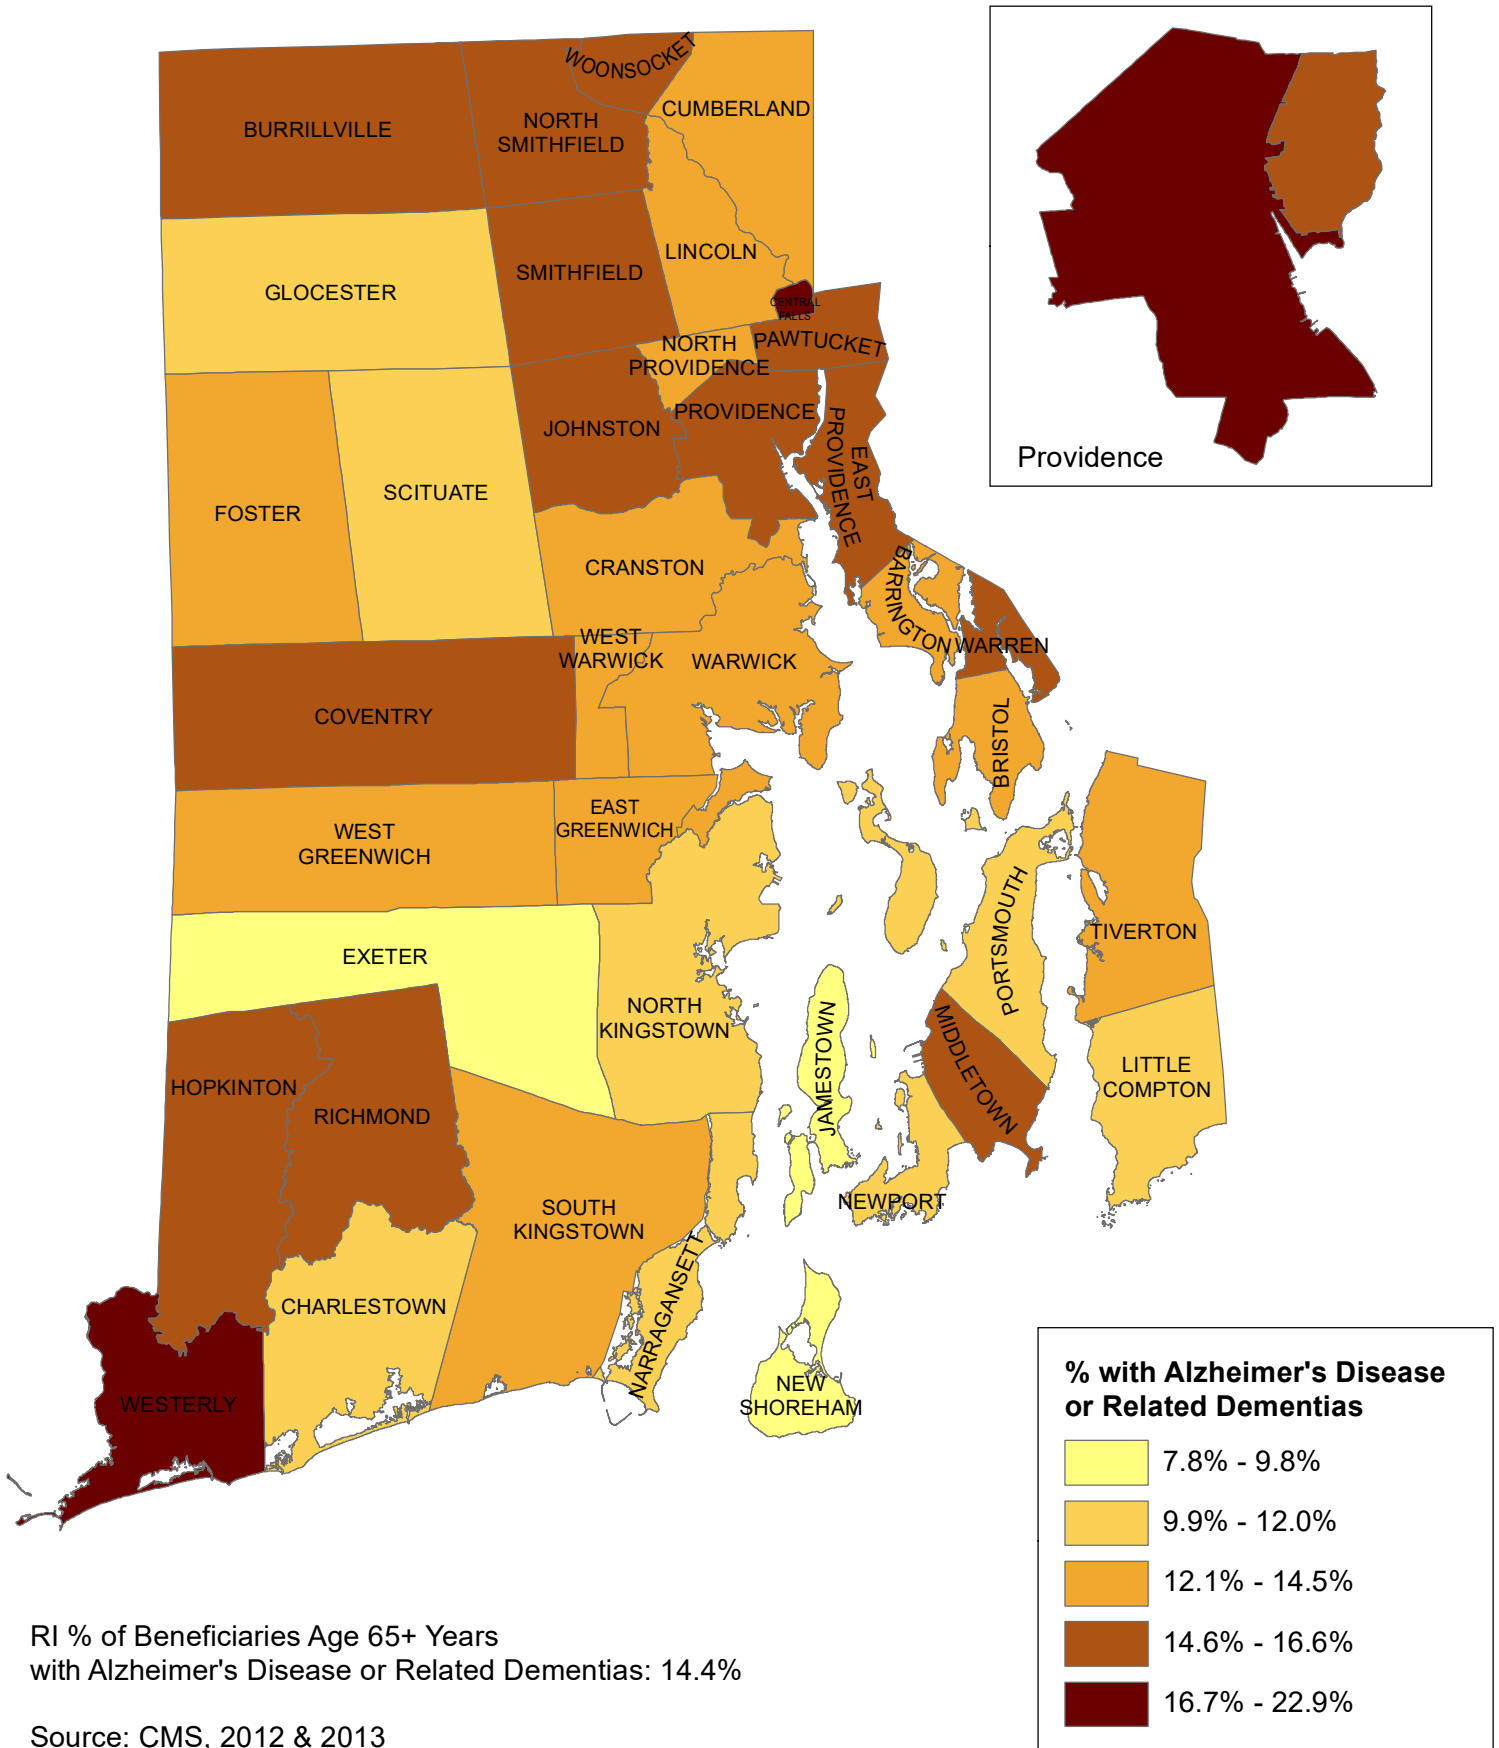 WOONSOCKET
CUMBERLAND
BURRILLVILLE
NORTH
SMITHFIELD
LINCOLN
SMITHFIELD
GLOCESTER
CENTRAL
FALLS
PAWTUCKET
NORTH
PROVIDENCE
PROVIDENCE
JOHNSTON
EAST
PROVIDENCE
Providence
SCITUATE
FOSTER
CRANSTON
BARRINGTON
WARREN
WEST
WARWICK
WARWICK
COVENTRY
BRISTOL
EAST
GREENWICH
WEST
GREENWICH
PORTSMOUTH
TIVERTON
EXETER
NORTH
KINGSTOWN
JAMESTOWN
MIDDLETOWN
LITTLE
COMPTON
HOPKINTON
RICHMOND
SOUTH
KINGSTOWN
NEWPORT
NARRAGANSETT
CHARLESTOWN
WESTERLY
NEW
SHOREHAM
% with Alzheimer's Disease
or Related Dementias
7.8% - 9.8%
9.9% - 12.0%
12.1% - 14.5%
14.6% - 16.6%
16.7% - 22.9%
RI % of Beneficiaries Age 65+ Years
with Alzheimer's Disease or Related Dementias: 14.4%
Source: CMS, 2012 & 2013